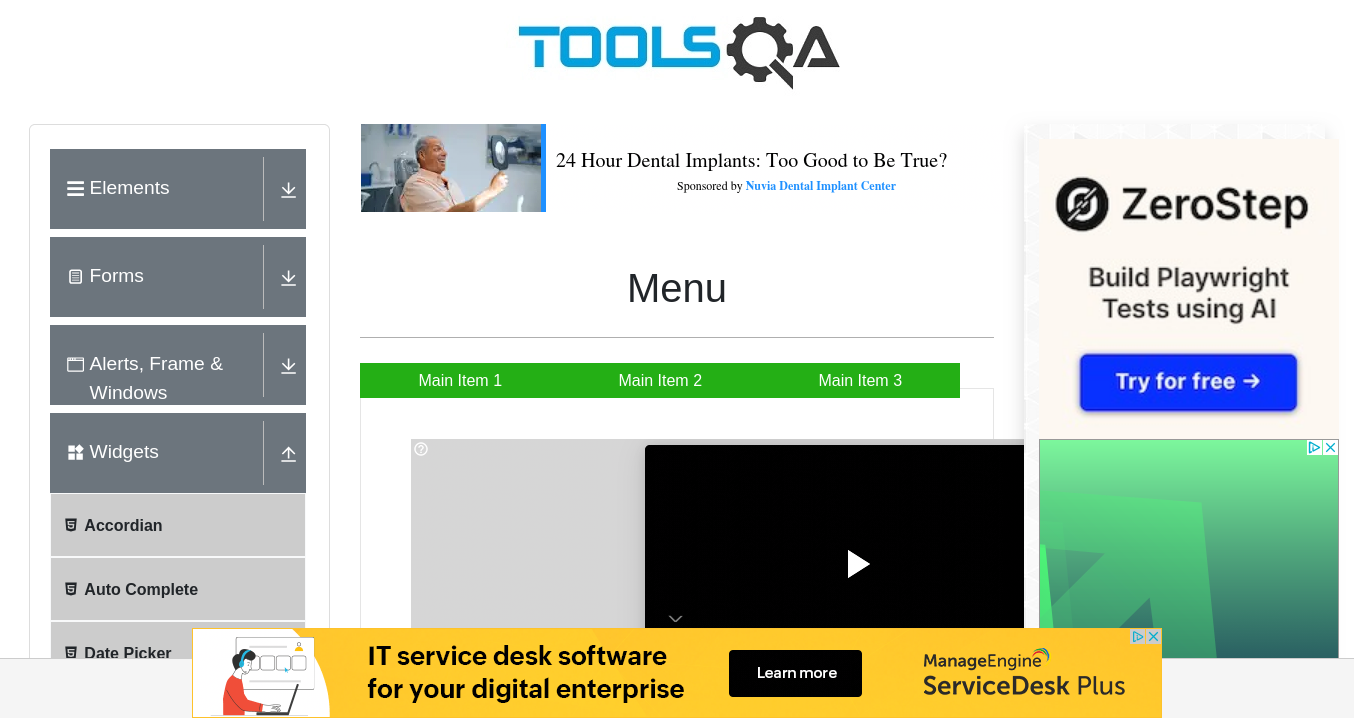 TOOLSQA
Elements
Forms
Alerts, Frame &
Windows
Widgets
Accordian
Auto Complete
Date Picker
24 Hour Dental Implants: Too Good to Be True?
Sponsored by Nuvia Dental Implant Center
Menu
Main Item 1
Main Item 2
Main Item 3
ZeroStep
Build Playwright
Tests using AI
Try for free →
IT service desk software
for your digital enterprise
Learn more
ManageEngine
ServiceDesk Plus